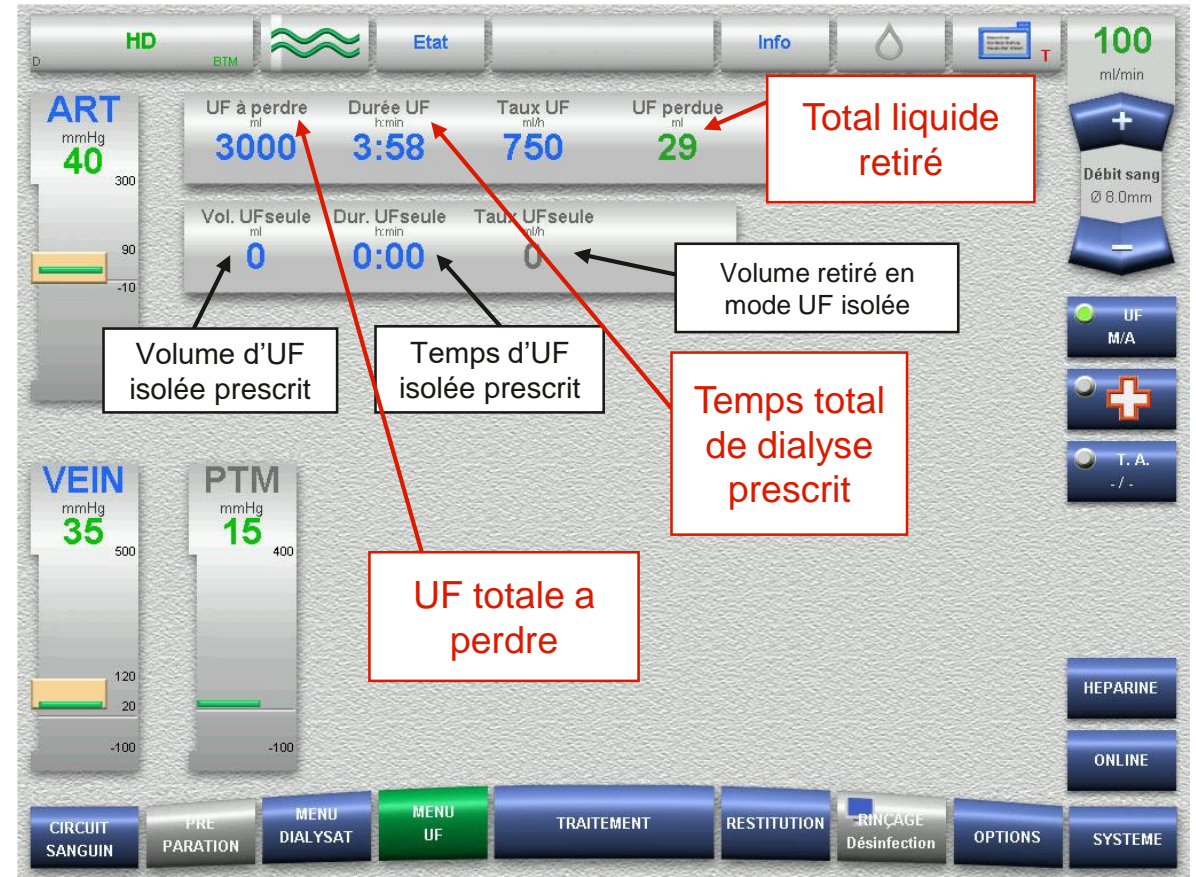 HD
D
BTM
Etat
Info
T
100
ml/min
ART
mmHg
40
300
90
-10
UF à perdre
ml
3000
Durée UF
h:min
3:58
Taux UF
ml/h
750
UF perdue
ml
29
Total liquide
retiré
+
Débit sang
Ø 8.0mm
−
Vol. UFseule
ml
0
Dur. UFseule
h:min
0:00
Taux UFseule
ml/h
0
Volume retiré en
mode UF isolée
Volume d’UF
isolée prescrit
Temps d’UF
isolée prescrit
Temps total
de dialyse
prescrit
UF
M/A
T. A.
- / -
VEIN
mmHg
35
500
120
20
-100
PTM
mmHg
15
400
-100
UF totale a
perdre
HEPARINE
ONLINE
CIRCUIT
SANGUIN
PRE
PARATION
MENU
DIALYSAT
MENU
UF
TRAITEMENT
RESTITUTION
RINÇAGE
Désinfection
OPTIONS
SYSTEME